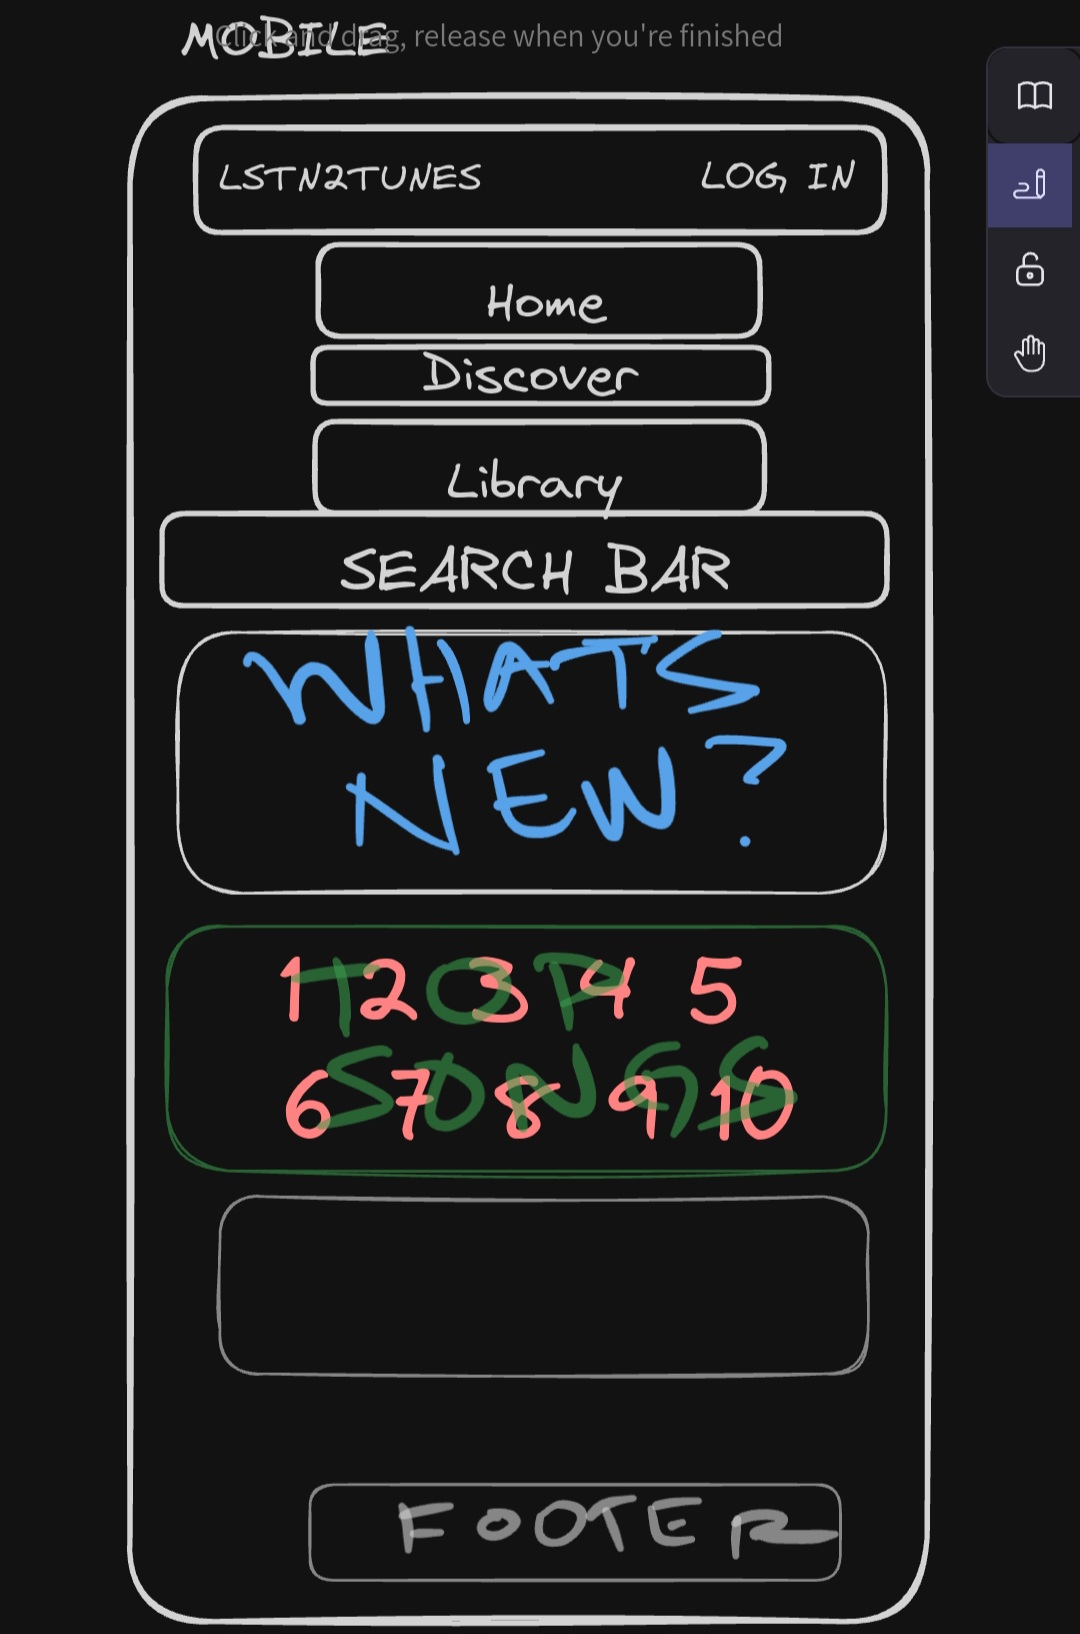 MOBILE
Click and drag, release when you're finished
LSTN2TUNES LOG IN
Home
Discover
Library
SEARCH BAR
WHATS
NEW?
TOP
1 2 3 4 5
SONGS
6 7 8 9 10
FOOTER